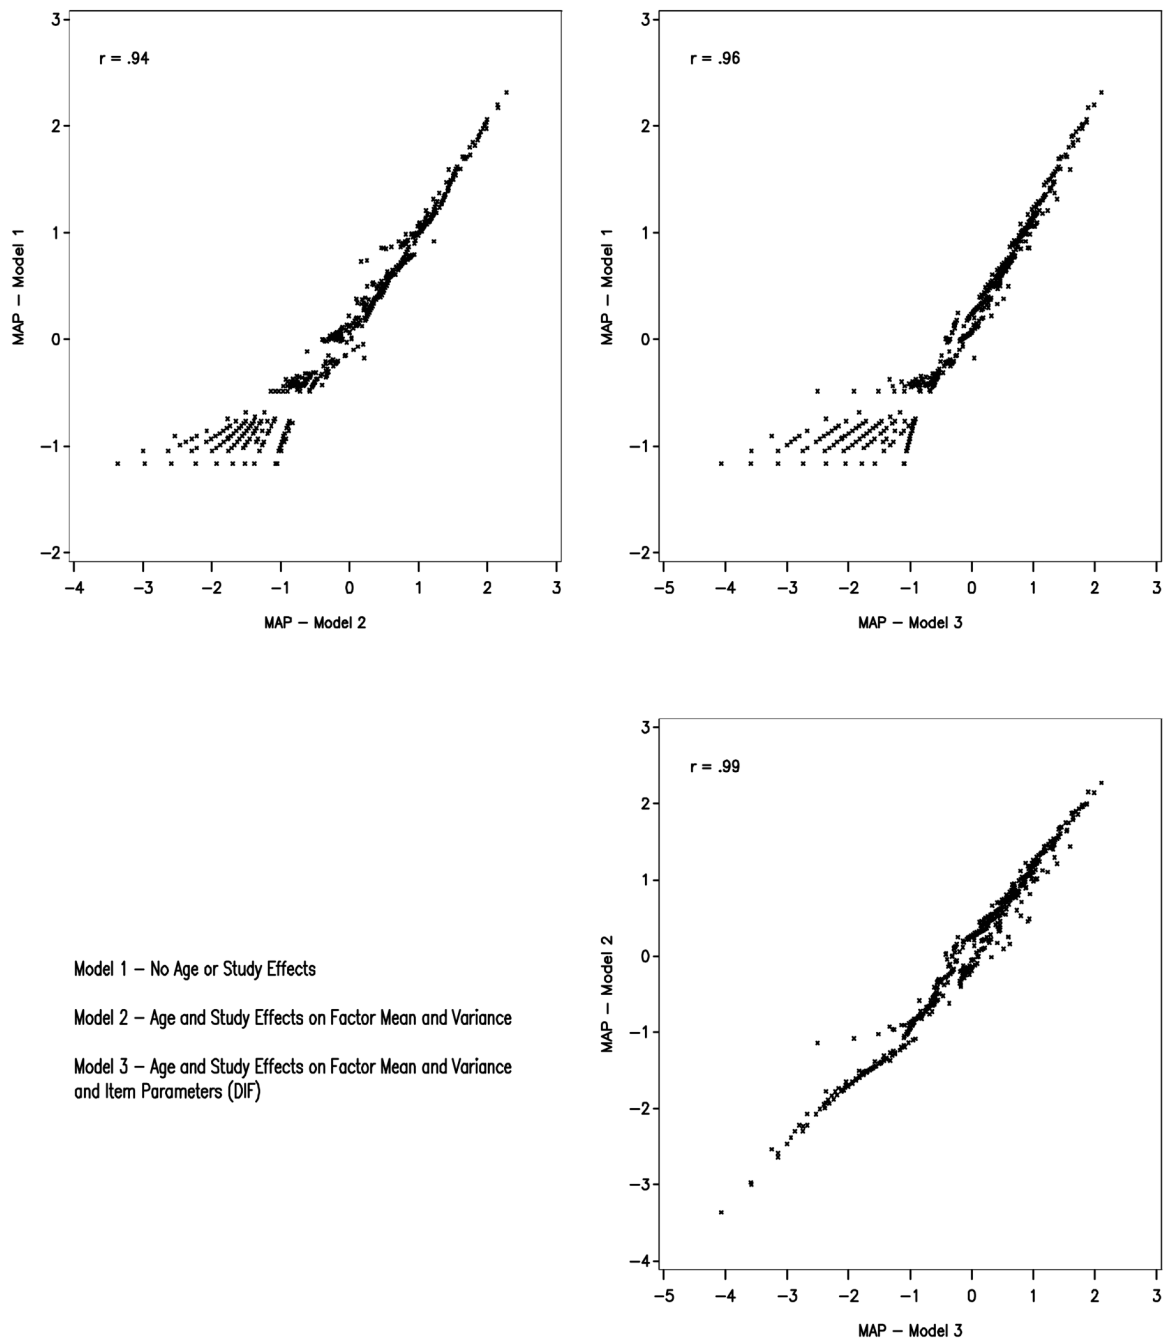 3
2
1
0
−1
−2
r = .94
MAP − Model 1
−4 −3 −2 −1 0 1 2 3
MAP − Model 2
3
2
1
0
−1
−2
r = .96
MAP − Model 1
−5 −4 −3 −2 −1 0 1 2 3
MAP − Model 3
3
2
1
0
−1
−2
−3
−4
r = .99
MAP − Model 2
−5 −4 −3 −2 −1 0 1 2 3
MAP − Model 3
Model 1 − No Age or Study Effects
Model 2 − Age and Study Effects on Factor Mean and Variance
Model 3 − Age and Study Effects on Factor Mean and Variance
and Item Parameters (DIF)